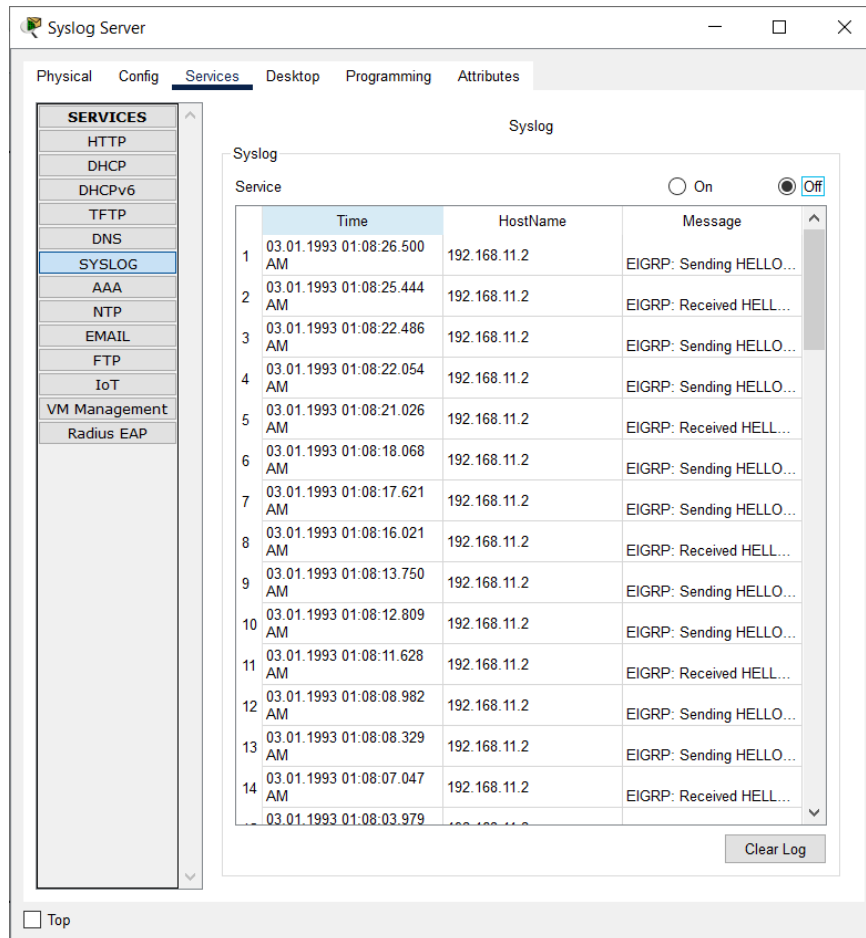 Syslog Server
Physical Config Services Desktop Programming Attributes
SERVICES
HTTP
DHCP
DHCPv6
TFTP
DNS
SYSLOG
AAA
NTP
EMAIL
FTP
IoT
VM Management
Radius EAP
Syslog
Syslog
Service On Off
Time HostName Message
1 03.01.1993 01:08:26.500 AM 192.168.11.2 EIGRP: Sending HELLO...
2 03.01.1993 01:08:25.444 AM 192.168.11.2 EIGRP: Received HELL...
3 03.01.1993 01:08:22.486 AM 192.168.11.2 EIGRP: Sending HELLO...
4 03.01.1993 01:08:22.054 AM 192.168.11.2 EIGRP: Sending HELLO...
5 03.01.1993 01:08:21.026 AM 192.168.11.2 EIGRP: Received HELL...
6 03.01.1993 01:08:18.068 AM 192.168.11.2 EIGRP: Sending HELLO...
7 03.01.1993 01:08:17.621 AM 192.168.11.2 EIGRP: Sending HELLO...
8 03.01.1993 01:08:16.021 AM 192.168.11.2 EIGRP: Received HELL...
9 03.01.1993 01:08:13.750 AM 192.168.11.2 EIGRP: Sending HELLO...
10 03.01.1993 01:08:12.809 AM 192.168.11.2 EIGRP: Sending HELLO...
11 03.01.1993 01:08:11.628 AM 192.168.11.2 EIGRP: Received HELL...
12 03.01.1993 01:08:08.982 AM 192.168.11.2 EIGRP: Sending HELLO...
13 03.01.1993 01:08:08.329 AM 192.168.11.2 EIGRP: Sending HELLO...
14 03.01.1993 01:08:07.047 AM 192.168.11.2 EIGRP: Received HELL...
03.01.1993 01:08:03.979
Clear Log
Top